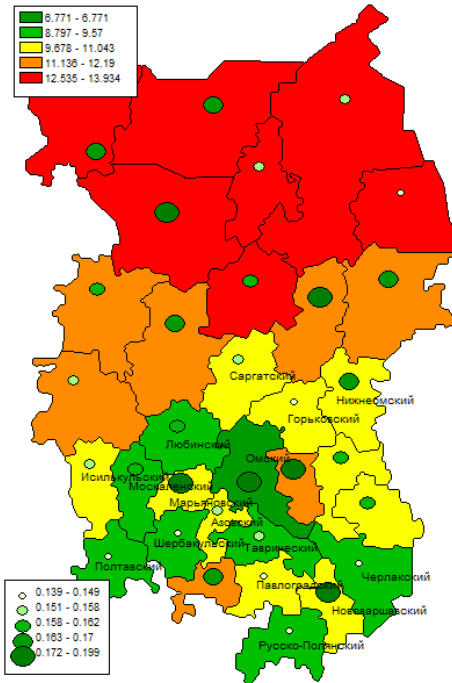 6.771 - 6.771
8.797 - 9.57
9.678 - 11.043
11.136 - 12.19
12.535 - 13.934
Саргатский
Нижнеомский
Горьковский
Любинский
Омский
Исилькульский
Москаленский
Марьяновский
Азовский
Шербакульский
Таврический
Полтавский
Черлакский
Павлоградский
Нововаршавский
Русско-Полянский
0.139 - 0.149
0.151 - 0.158
0.158 - 0.162
0.163 - 0.17
0.172 - 0.199